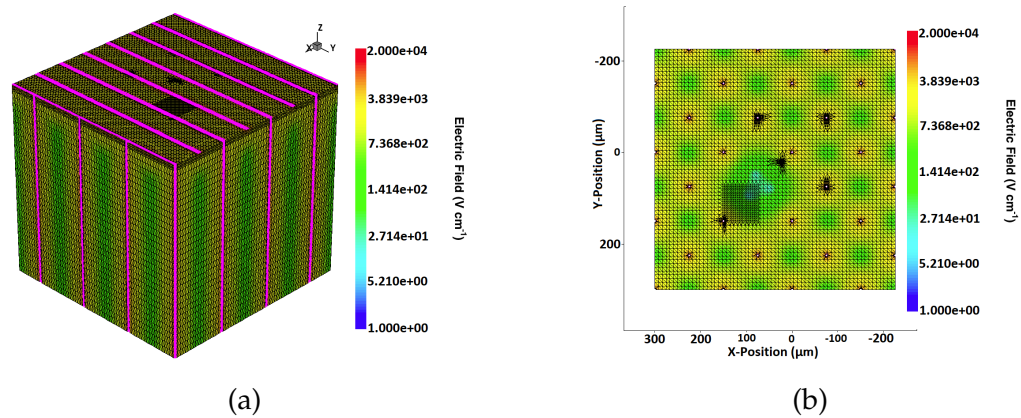 Z
X Y
2.000e+04
3.839e+03
7.368e+02
1.414e+02
2.714e+01
5.210e+00
1.000e+00
Electric Field (V cm⁻¹)
(a)
-200
0
200
Y-Position (µm)
300 200 100 0 -100 -200
X-Position (µm)
2.000e+04
3.839e+03
7.368e+02
1.414e+02
2.714e+01
5.210e+00
1.000e+00
Electric Field (V cm⁻¹)
(b)